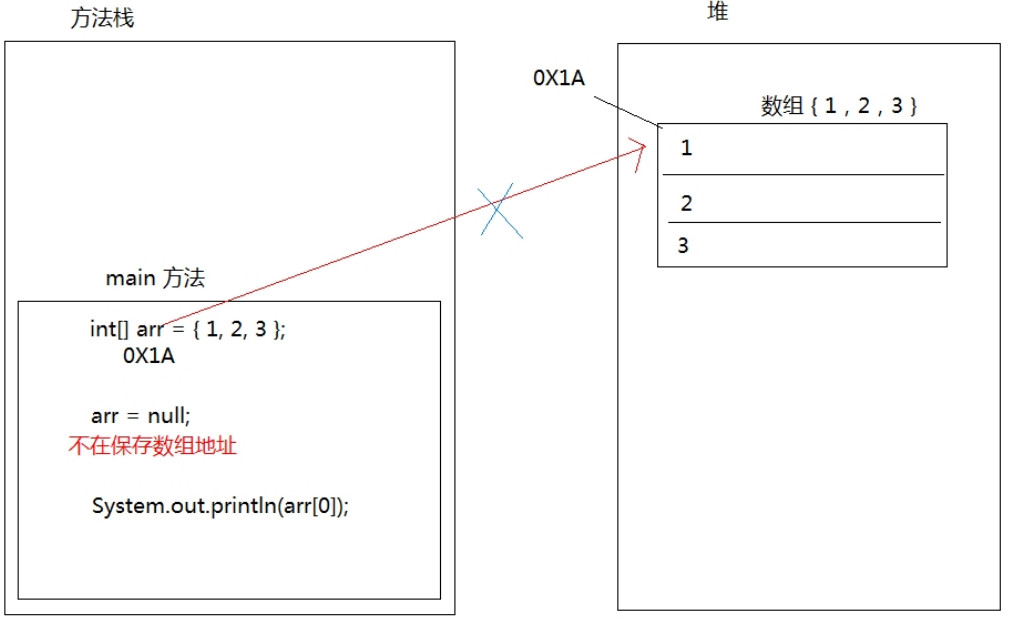 方法栈
堆
0X1A
数组 { 1 , 2 , 3 }
1
2
3
main 方法
int[] arr = { 1, 2, 3 };
0X1A
arr = null;
不在保存数组地址
System.out.println(arr[0]);